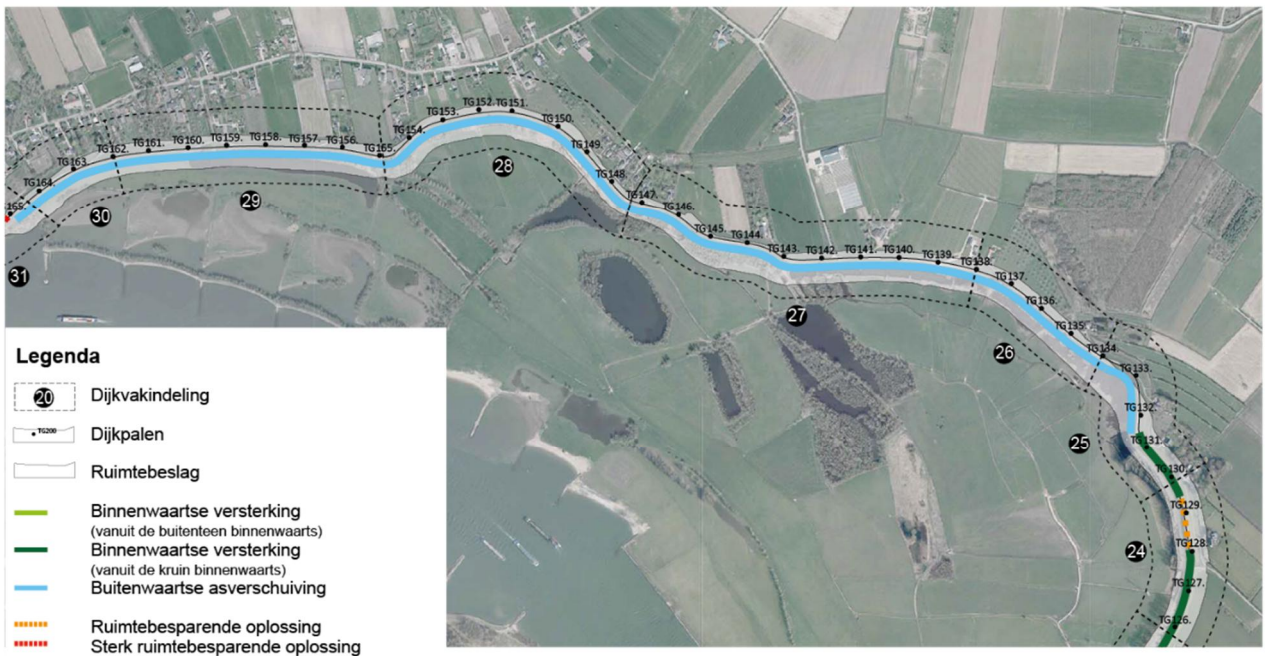 TG152. TG151.
TG153.
TG154.
TG150.
TG162. TG161. TG160. TG159. TG158. TG157. TG156.
TG165.
TG149.
TG163.
28
TG148.
TG164.
29
TG147.
165.
30
TG146.
TG145.
TG144.
TG143. TG142. TG141. TG140. TG139. TG138.
31
TG137.
TG136.
27
TG135.
26
TG134.
TG133.
TG132.
25
TG131.
TG130.
TG129.
24
TG128.
TG127.
TG126.
Legenda
20 Dijkvakindeling
TG200 Dijkpalen
Ruimtebeslag
Binnenwaartse versterking
(vanuit de buitenteen binnenwaarts)
Binnenwaartse versterking
(vanuit de kruin binnenwaarts)
Buitenwaartse asverschuiving
Ruimtebesparende oplossing
Sterk ruimtebesparende oplossing